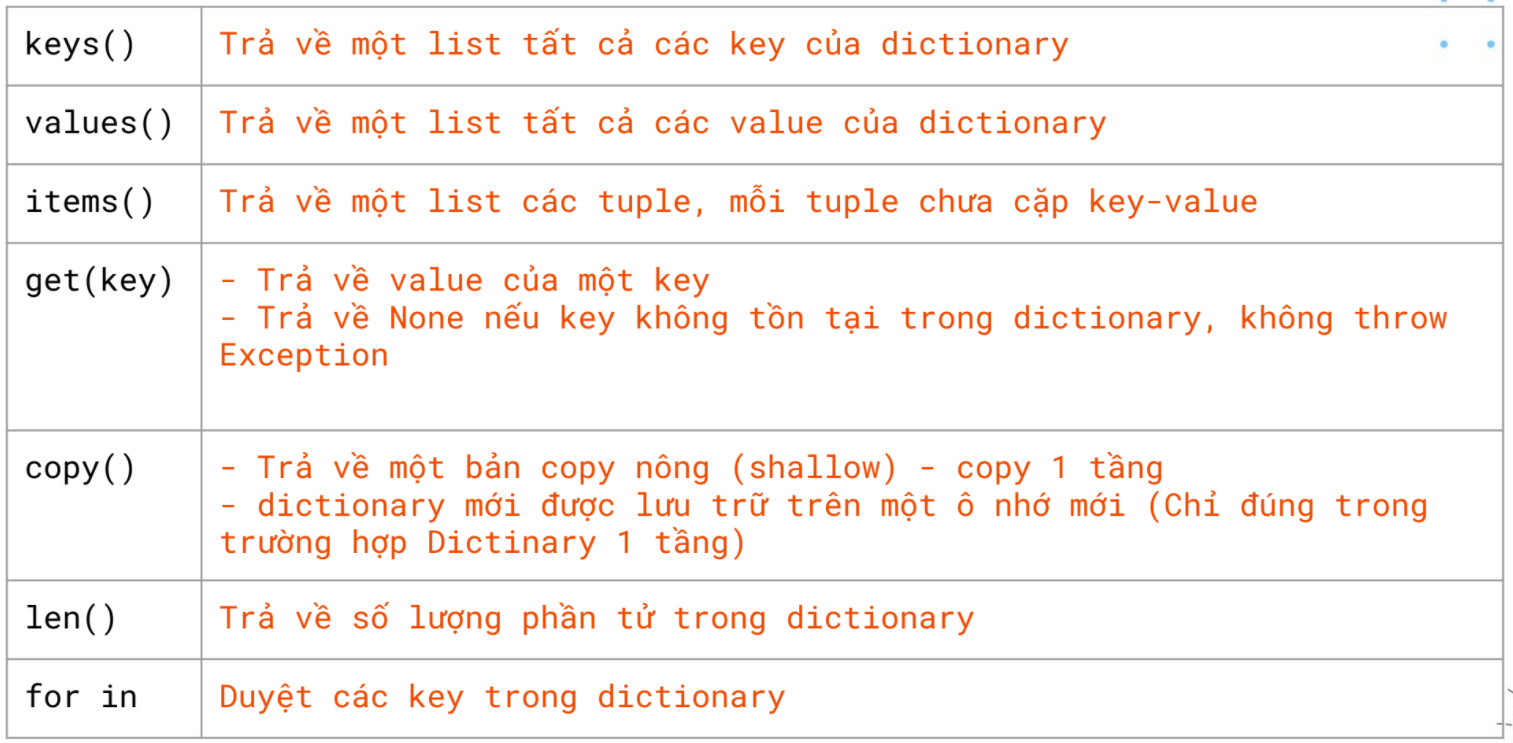 keys()
Trả về một list tất cả các key của dictionary
values()
Trả về một list tất cả các value của dictionary
items()
Trả về một list các tuple, mỗi tuple chưa cặp key-value
get(key)
- Trả về value của một key
- Trả về None nếu key không tồn tại trong dictionary, không throw
Exception
copy()
- Trả về một bản copy nông (shallow) - copy 1 tầng
- dictionary mới được lưu trữ trên một ô nhớ mới (Chỉ đúng trong
trường hợp Dictinary 1 tầng)
len()
Trả về số lượng phần tử trong dictionary
for in
Duyệt các key trong dictionary